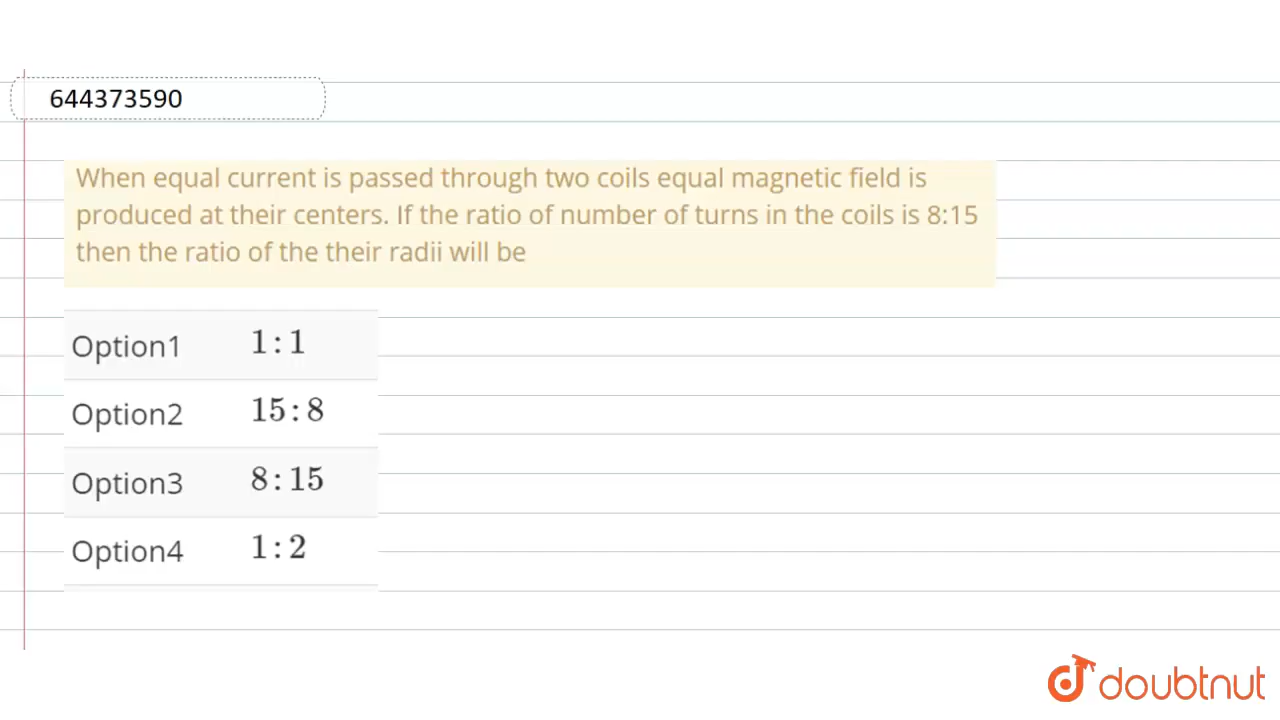 644373590
When equal current is passed through two coils equal magnetic field is
produced at their centers. If the ratio of number of turns in the coils is 8:15
then the ratio of the their radii will be
Option1 1 : 1
Option2 15 : 8
Option3 8 : 15
Option4 1 : 2
doubtnut